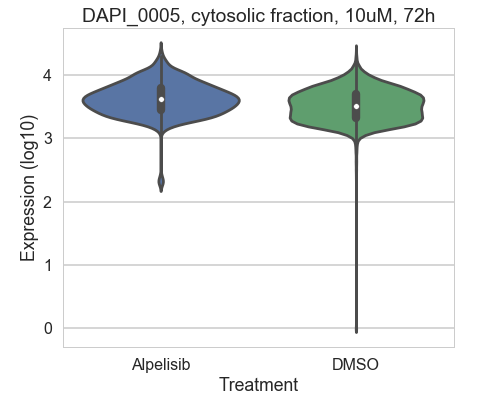 DAPI_0005, cytosolic fraction, 10uM, 72h
Expression (log10)
4
3
2
1
0
Alpelisib DMSO
Treatment